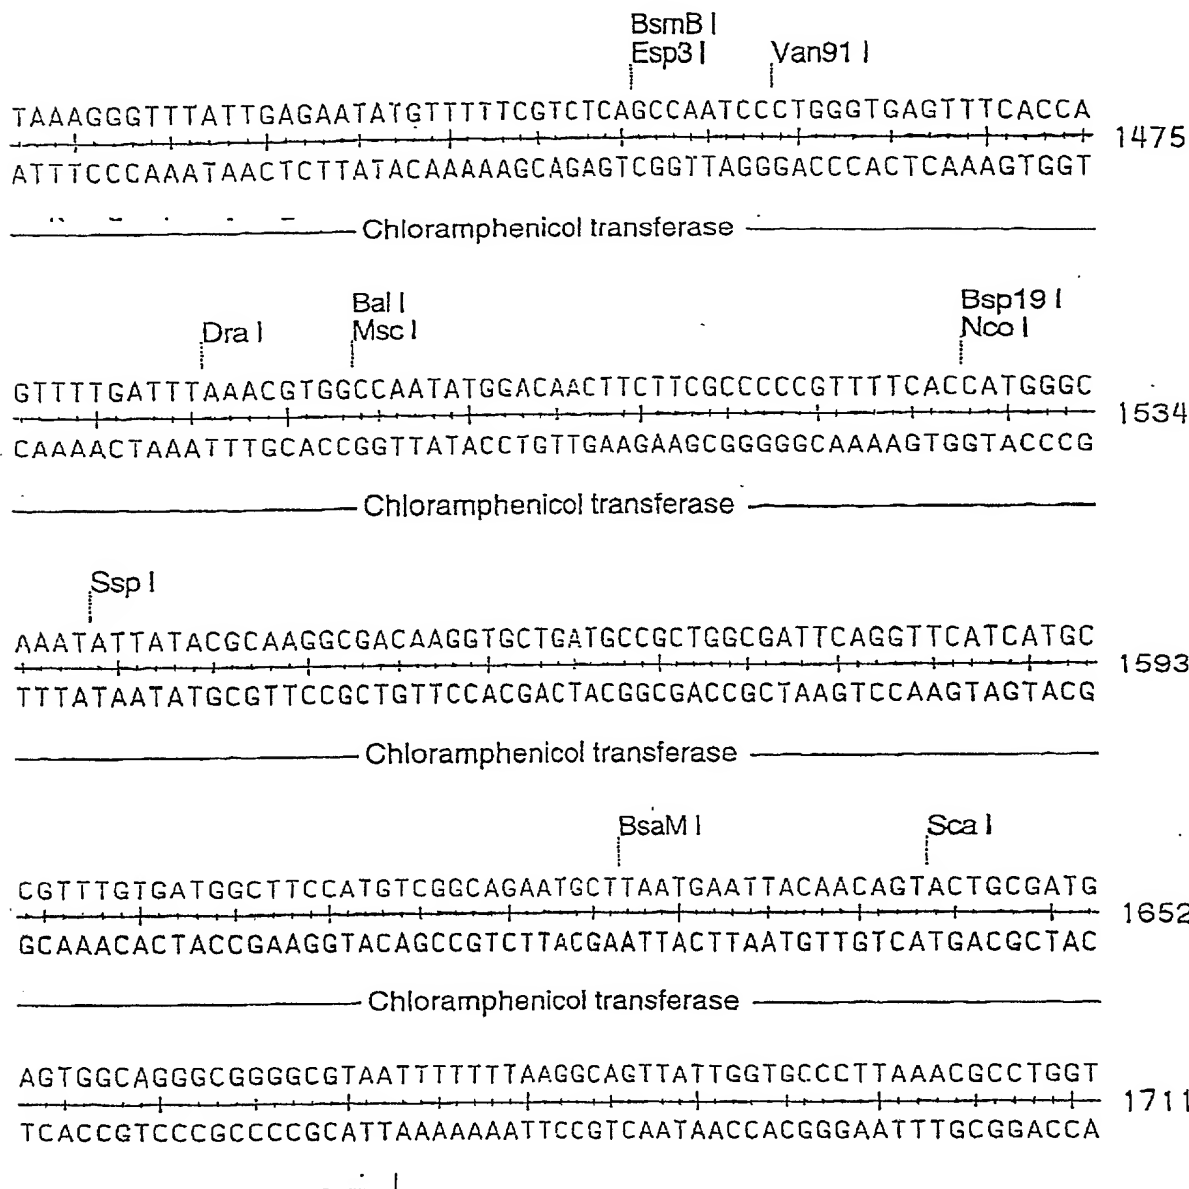 BsmB I
Esp3 I Van91 I
TAAAGGGTTTATTGAGAATATGTTTTTCGTCTCAGCCAATCCCTGGGTGAGTTTCACCA
1475
ATTTCCCAAATAACTCTTATACAAAAAGCAGAGTCGGTTAGGGACCCACTCAAAGTGGT
Chloramphenicol transferase
Bal I Bsp19 I
Dra I Msc I Nco I
GTTTTGATTTAAACGTGGCCAATATGGACAACTTCTTCGCCCCCGTTTTCACCATGGGC
1534
CAAAACTAAATTTGCACCGGTTATACCTGTTGAAGAAGCGGGGGCAAAAGTGGTACCCG
Chloramphenicol transferase
Ssp I
AAATATTATACGCAAGGCGACAAGGTGCTGATGCCGCTGGCGATTCAGGTTCATCATGC
1593
TTTATAATATGCGTTCCGCTGTTCCACGACTACGGCGACCGCTAAGTCCAAGTAGTACG
Chloramphenicol transferase
BsaM I Sca I
CGTTTGTGATGGCTTCCATGTCGGCAGAATGCTTAATGAATTACAACAGTACTGCGATG
1652
GCAAACACTACCGAAGGTACAGCCGTCTTACGAATTACTTAATGTTGTCATGACGCTAC
Chloramphenicol transferase
AGTGGCAGGGCGGGGCGTAATTTTTTTAAGGCAGTTATTGGTGCCCTTAAACGCCTGGT
1711
TCACCGTCCCGCCCCGCATTAAAAAAATTCCGTCAATAACCACGGGAATTTGCGGACCA